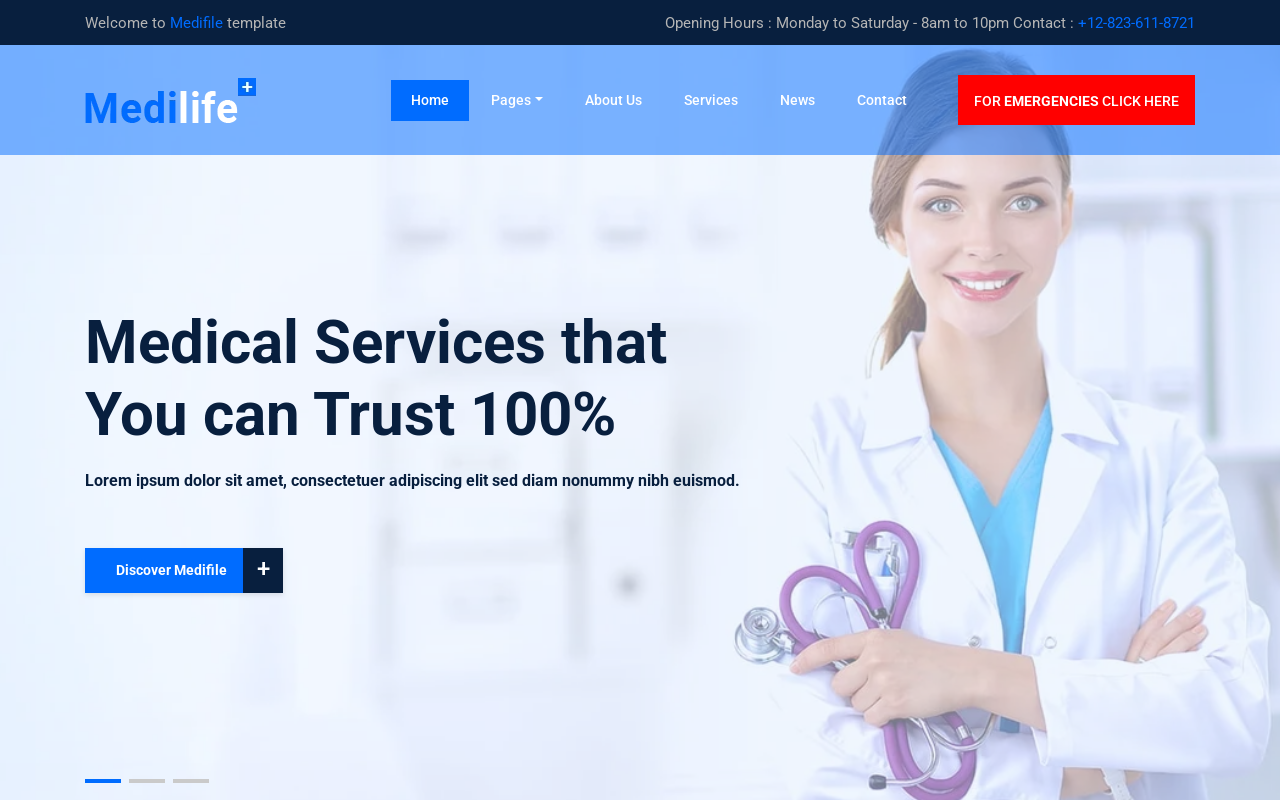 Welcome to Medifile template
Opening Hours : Monday to Saturday - 8am to 10pm Contact : +12-823-611-8721
Medilife+
Home
Pages
About Us
Services
News
Contact
FOR EMERGENCIES CLICK HERE
Medical Services that
You can Trust 100%
Lorem ipsum dolor sit amet, consectetuer adipiscing elit sed diam nonummy nibh euismod.
Discover Medifile +